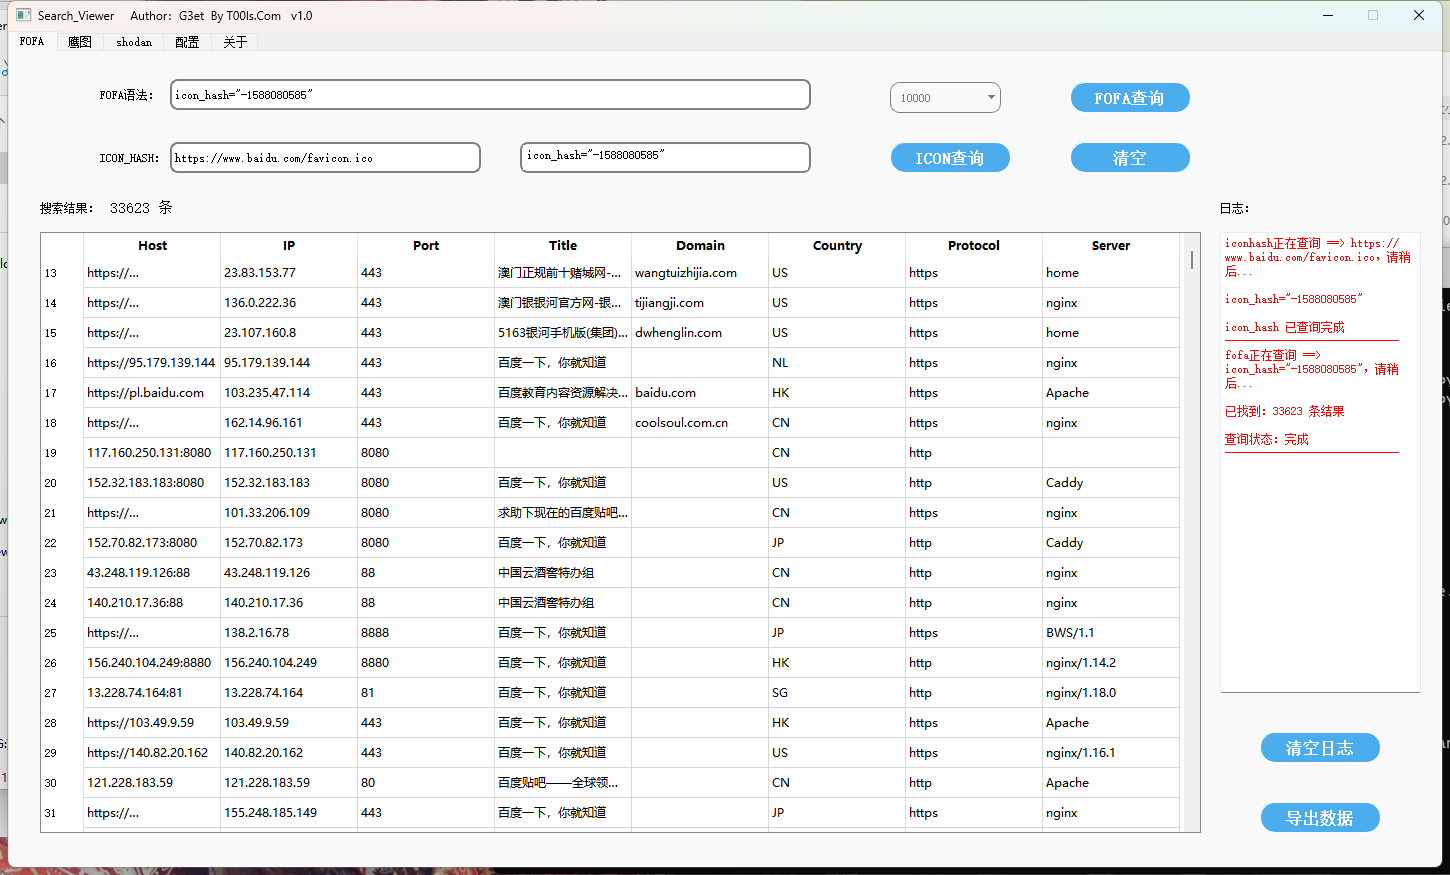 Search_Viewer Author: G3et By T00ls.Com v1.0
FOFA 鹰图 shodan 配置 关于
FOFA语法: icon_hash="-1588080585" 10000 FOFA查询
ICON_HASH: https://www.baidu.com/favicon.ico icon_hash="-1588080585" ICON查询 清空
搜索结果: 33623 条 日志:
Host IP Port Title Domain Country Protocol Server
13 https://... 23.83.153.77 443 澳门正规前十赌城网-... wangtuizhijia.com US https home
14 https://... 136.0.222.36 443 澳门银银河官方网-银... tijiangji.com US https nginx
15 https://... 23.107.160.8 443 5163银河手机版(集团)... dwhenglin.com US https home
16 https://95.179.139.144 95.179.139.144 443 百度一下，你就知道 NL https nginx
17 https://pl.baidu.com 103.235.47.114 443 百度教育内容资源解决... baidu.com HK https Apache
18 https://... 162.14.96.161 443 百度一下，你就知道 coolsoul.com.cn CN https nginx
19 117.160.250.131:8080 117.160.250.131 8080 CN http
20 152.32.183.183:8080 152.32.183.183 8080 百度一下，你就知道 US http Caddy
21 https://... 101.33.206.109 8080 求助下现在的百度贴吧... CN https nginx
22 152.70.82.173:8080 152.70.82.173 8080 百度一下，你就知道 JP http Caddy
23 43.248.119.126:88 43.248.119.126 88 中国云酒窖特办组 CN http nginx
24 140.210.17.36:88 140.210.17.36 88 中国云酒窖特办组 CN http nginx
25 https://... 138.2.16.78 8888 百度一下，你就知道 JP https BWS/1.1
26 156.240.104.249:8880 156.240.104.249 8880 百度一下，你就知道 HK http nginx/1.14.2
27 13.228.74.164:81 13.228.74.164 81 百度一下，你就知道 SG http nginx/1.18.0
28 https://103.49.9.59 103.49.9.59 443 百度一下，你就知道 HK https Apache
29 https://140.82.20.162 140.82.20.162 443 百度一下，你就知道 US https nginx/1.16.1
30 121.228.183.59 121.228.183.59 80 百度贴吧——全球领... CN http Apache
31 https://... 155.248.185.149 443 百度一下，你就知道 JP https nginx
iconhash正在查询 ==> https://
www.baidu.com/favicon.ico，请稍
后...
icon_hash="-1588080585"
icon_hash 已查询完成
fofa正在查询 ==>
icon_hash="-1588080585"，请稍
后...
已找到：33623 条结果
查询状态：完成
清空日志
导出数据